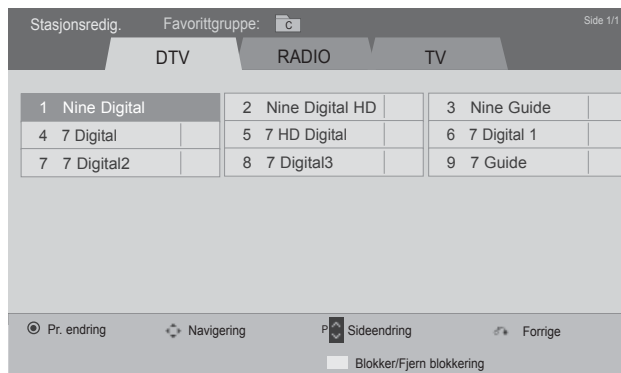 Stasjonsredig. Favorittgruppe: C Side 1/1
DTV RADIO TV
1 Nine Digital 2 Nine Digital HD 3 Nine Guide
4 7 Digital 5 7 HD Digital 6 7 Digital 1
7 7 Digital2 8 7 Digital3 9 7 Guide
Pr. endring Navigering P Sideendring Forrige
Blokker/Fjern blokkering